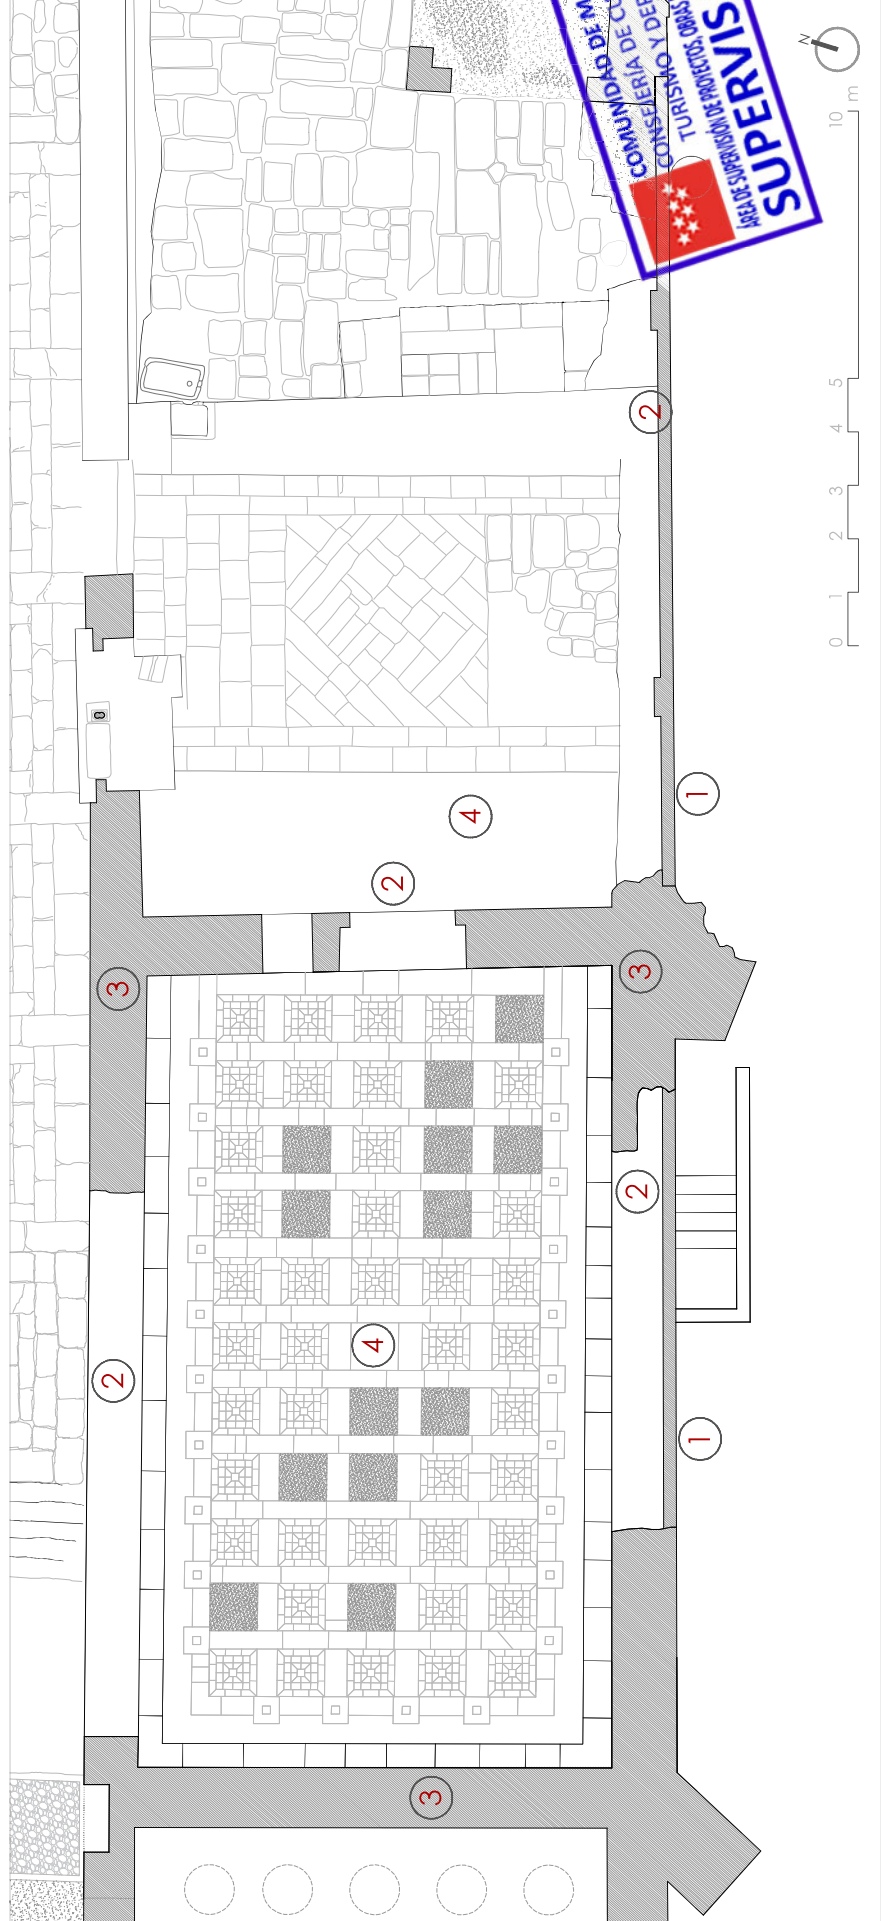 COMUNIDAD DE M
CONSEJERÍA DE CU
TURISMO Y DEP
ÁREA DE SUPERVISIÓN DE PROYECTOS, OBRAS
SUPERVIS
N
0 1 2 3 4 5 10 m
2
1
4
2
3
3
2
4
2
1
3